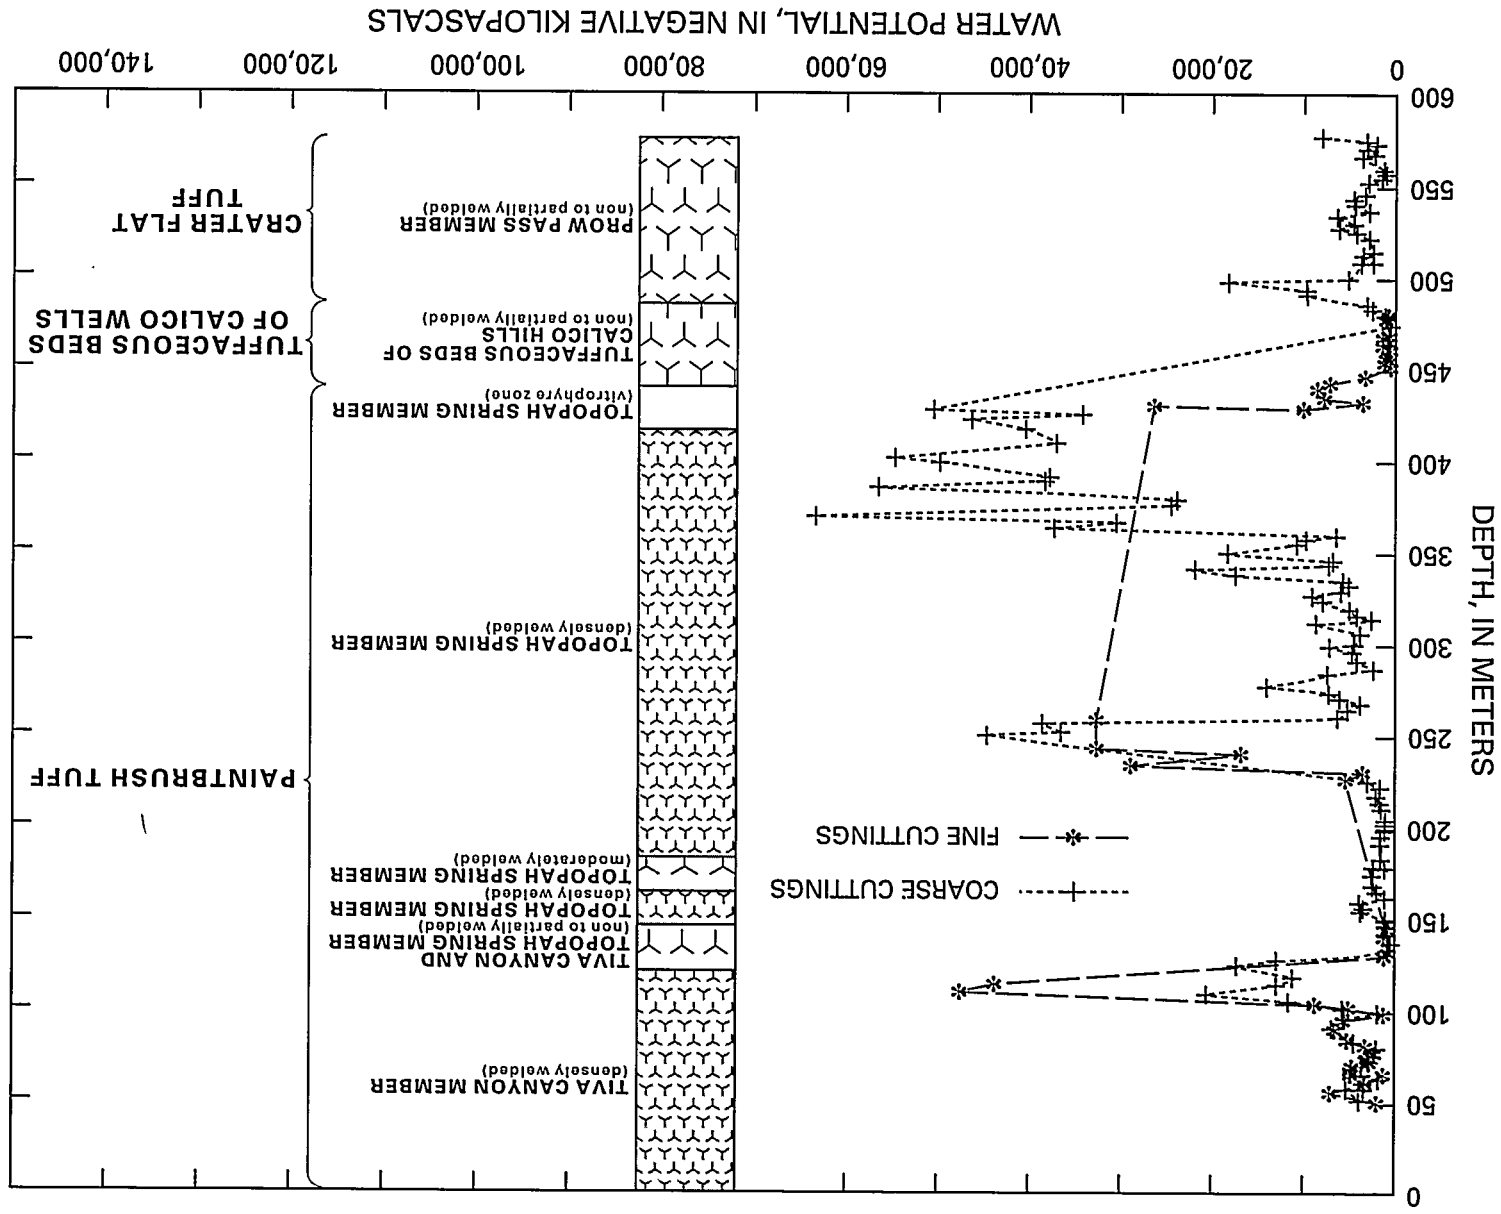 0
50
100
150
200
250
300
350
400
450
500
550
600
DEPTH, IN METERS
TIVA CANYON MEMBER
(densely welded)
TIVA CANYON AND
TOPOPAH SPRING MEMBER
(non to partially welded)
TOPOPAH SPRING MEMBER
(densely welded)
TOPOPAH SPRING MEMBER
(moderately welded)
COARSE CUTTINGS
FINE CUTTINGS
PAINTBRUSH TUFF
TOPOPAH SPRING MEMBER
(densely welded)
TOPOPAH SPRING MEMBER
(vitrophyre zone)
TUFFACEOUS BEDS OF
CALICO HILLS
(non to partially welded)
TUFFACEOUS BEDS
OF CALICO WELLS
PROW PASS MEMBER
(non to partially welded)
CRATER FLAT
TUFF
0
20,000
40,000
60,000
80,000
100,000
120,000
140,000
WATER POTENTIAL, IN NEGATIVE KILOPASCALS